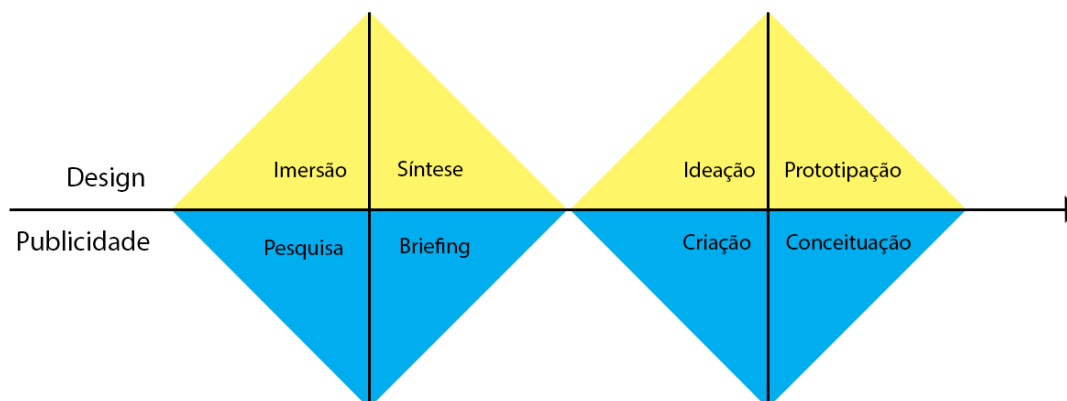 Design
Imersão
Síntese
Ideação
Prototipação
Publicidade
Pesquisa
Briefing
Criação
Conceituação